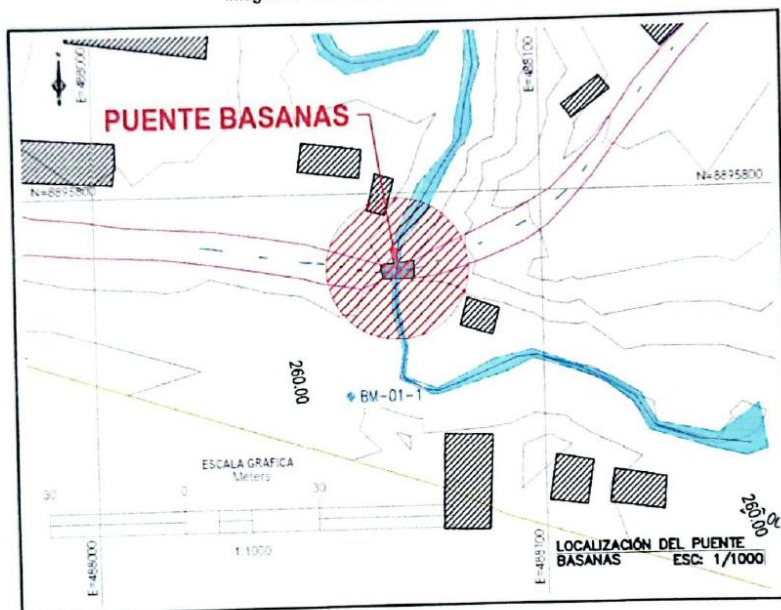 E=488000
E=488100
PUENTE BASANAS
N=8895800
N=8895800
260.00
BM-01-1
ESCALA GRAFICA
Meters
30
0
30
1:1000
260.00
E=488000
E=488100
LOCALIZACIÓN DEL PUENTE
BASANAS ESC: 1/1000